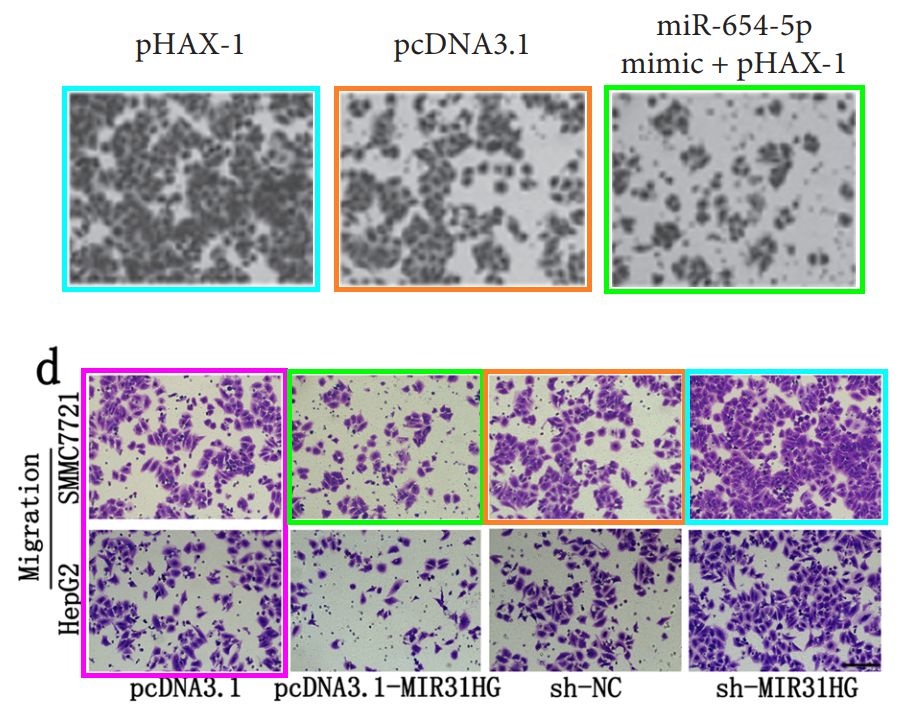 pHAX-1
pcDNA3.1
miR-654-5p
mimic + pHAX-1
d
Migration
SMMC7721
HepG2
pcDNA3.1
pcDNA3.1-MIR31HG
sh-NC
sh-MIR31HG